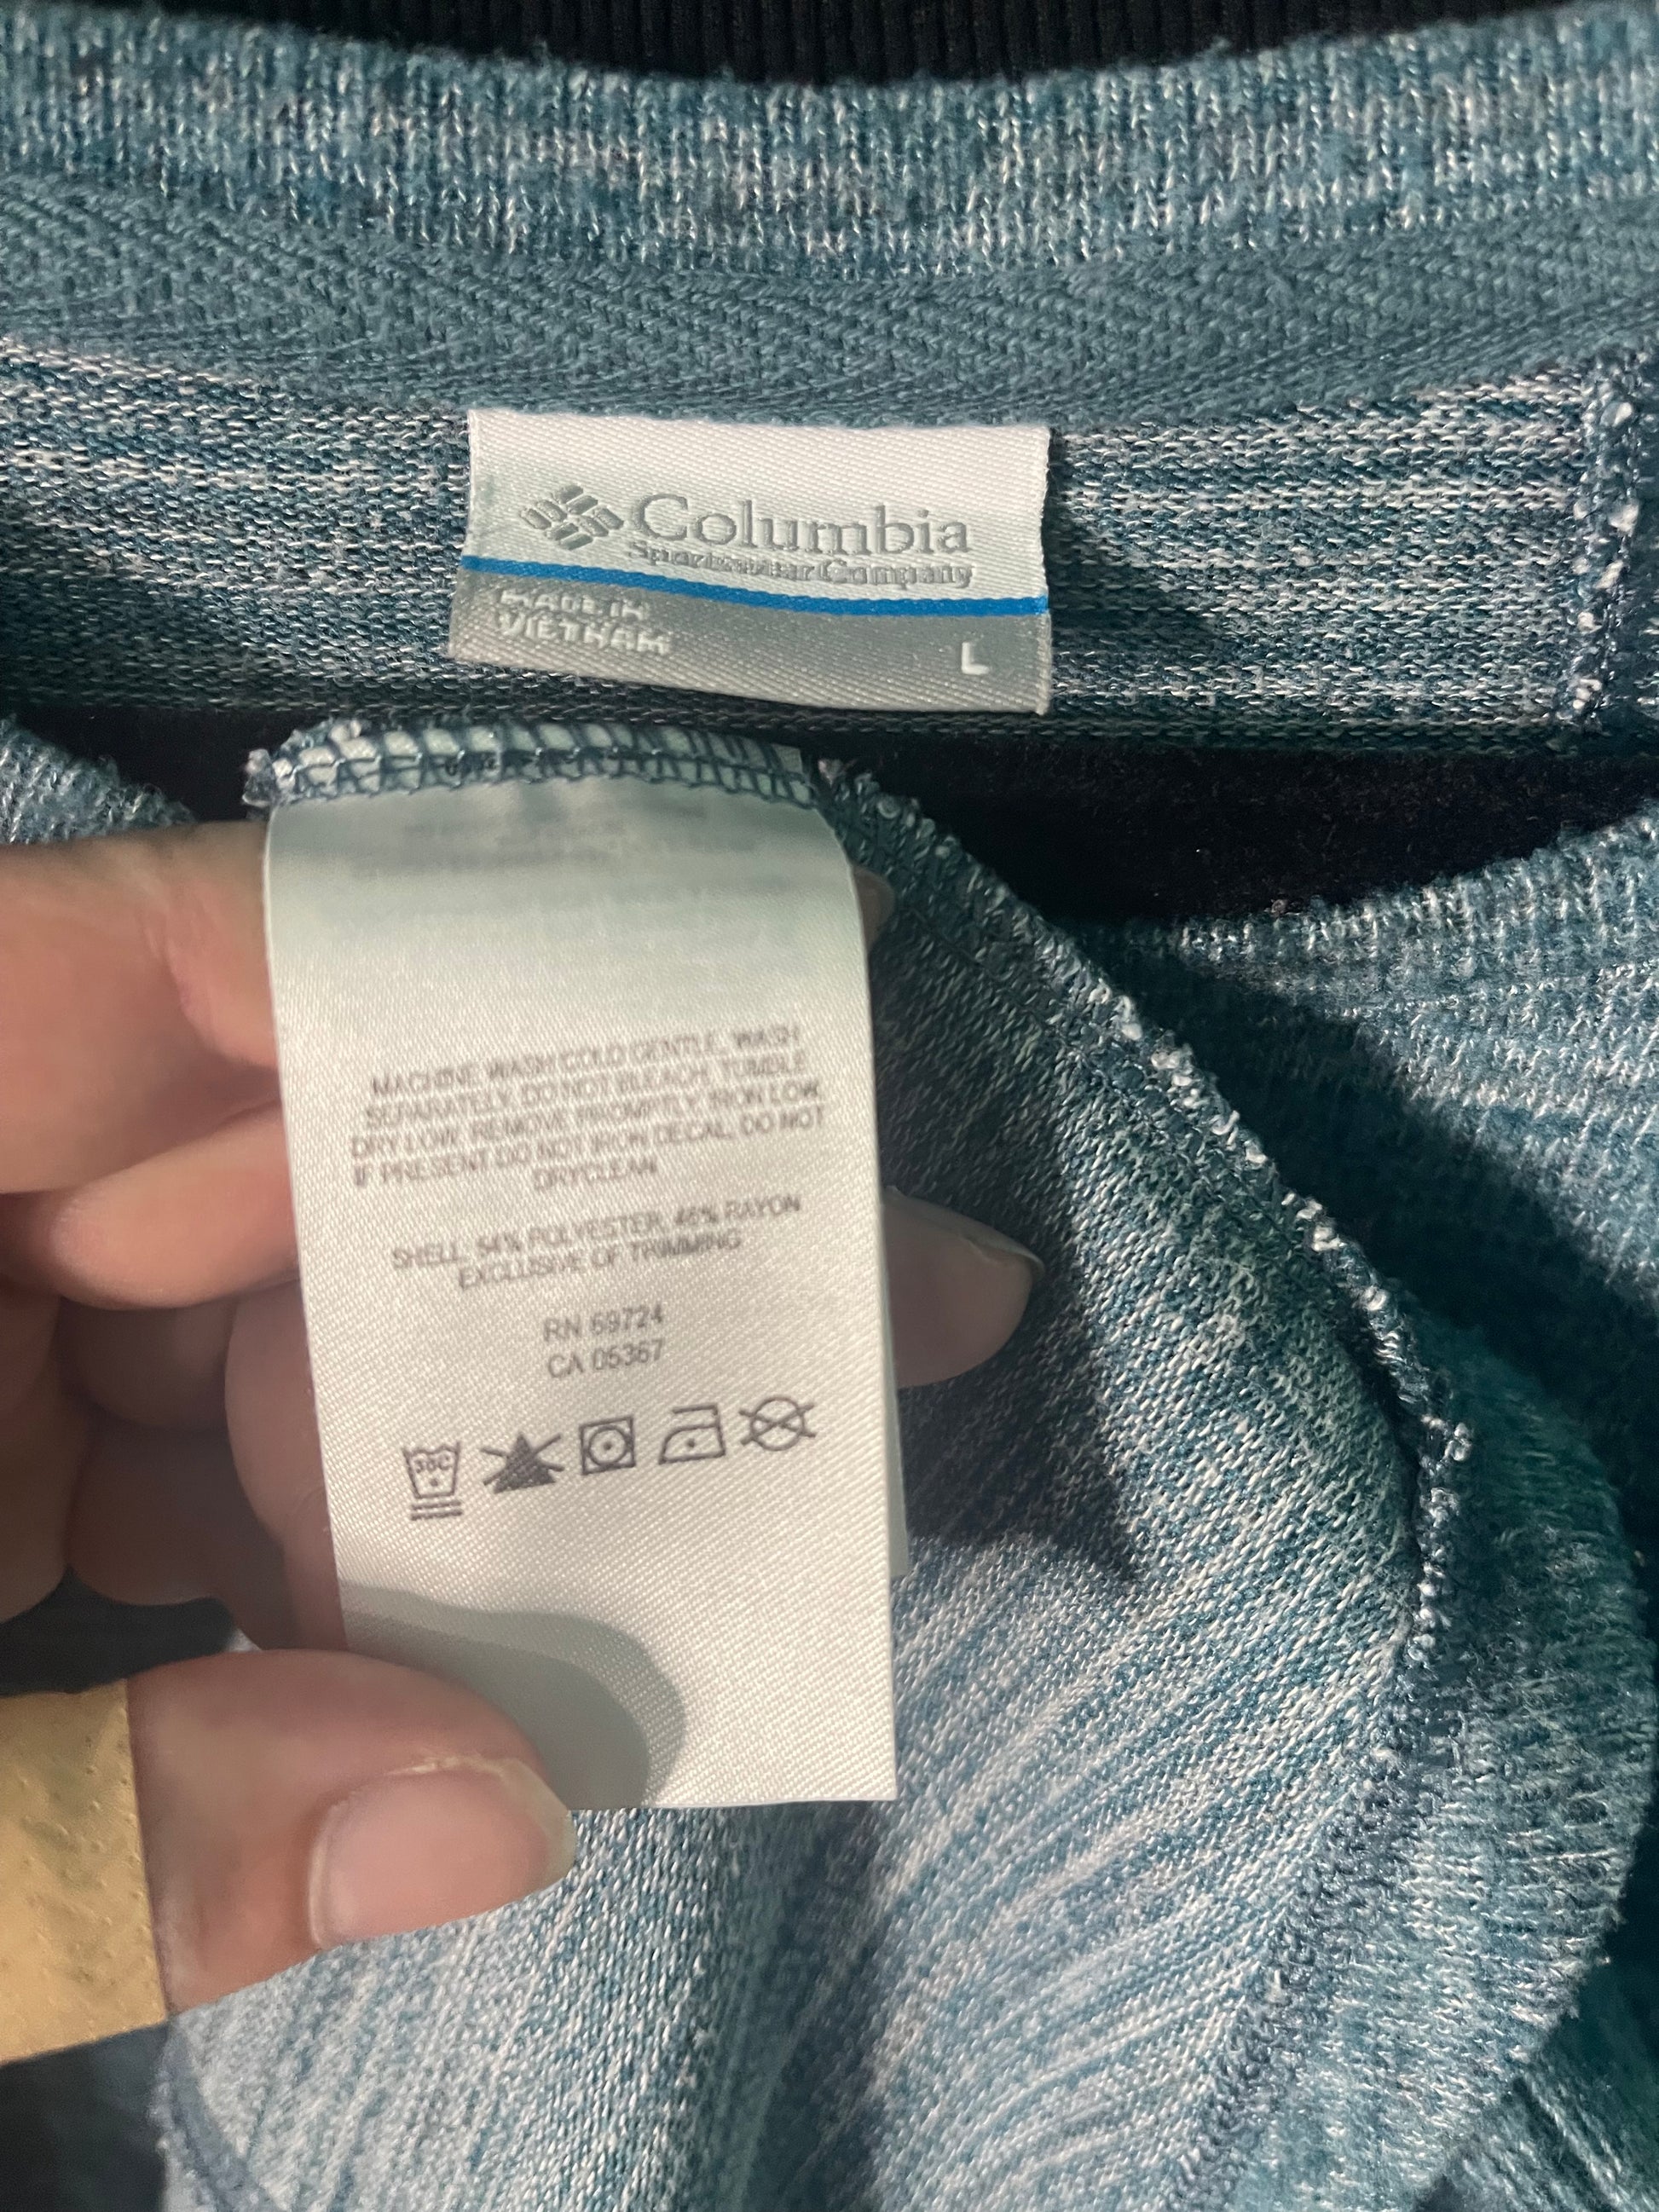 Columbia
Sportswear Company
MADE IN
VIETNAM
L
MACHINE WASH COLD GENTLE, WASH
SEPARATELY, DO NOT BLEACH, TUMBLE
DRY LOW, REMOVE PROMPTLY, IRON LOW
IF PRESENT DO NOT IRON DECAL, DO NOT
DRYCLEAN
SHELL, 54% POLYESTER, 46% RAYON
EXCLUSIVE OF TRIMMING
RN 69724
CA 05367
30C